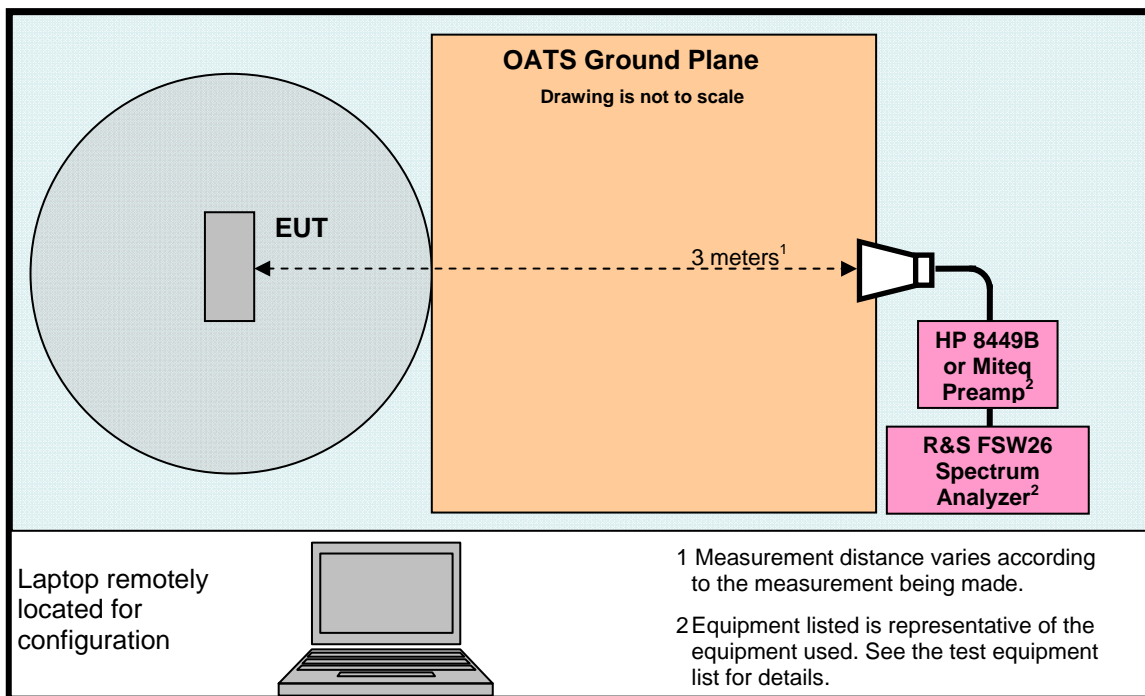 OATS Ground Plane
Drawing is not to scale
EUT
3 meters1
HP 8449B
or Miteq
Preamp2
R&S FSW26
Spectrum
Analyzer2
Laptop remotely
located for
configuration
1 Measurement distance varies according
to the measurement being made.
2 Equipment listed is representative of the
equipment used. See the test equipment
list for details.